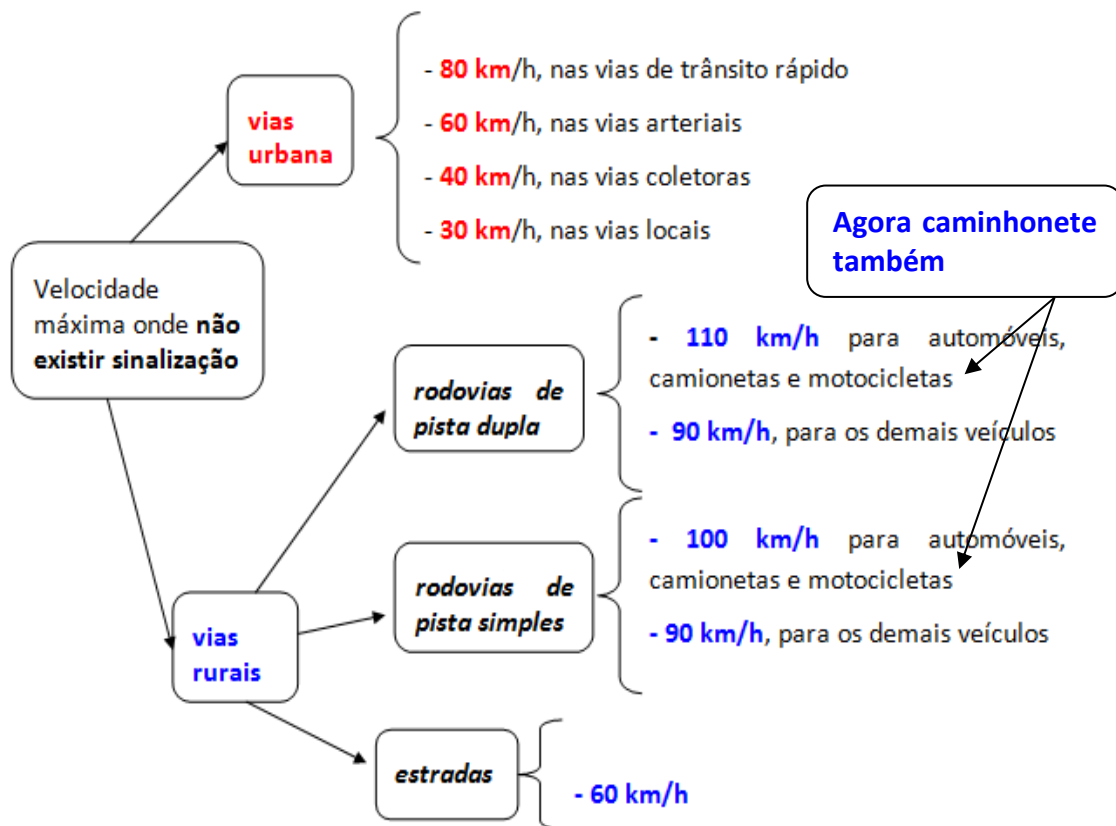 - 80 km/h, nas vias de trânsito rápido
- 60 km/h, nas vias arteriais
- 40 km/h, nas vias coletoras
- 30 km/h, nas vias locais
vias
urbana
Agora caminhonete
também
Velocidade
máxima onde não
existir sinalização
- 110 km/h para automóveis,
camionetas e motocicletas
- 90 km/h, para os demais veículos
rodovias de
pista dupla
- 100 km/h para automóveis,
camionetas e motocicletas
- 90 km/h, para os demais veículos
rodovias de
pista simples
vias
rurais
estradas
- 60 km/h